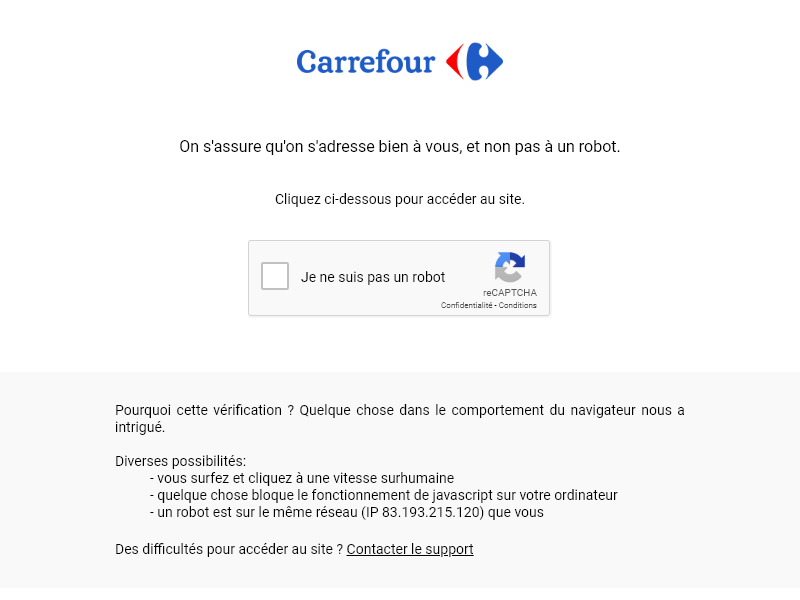 Carrefour
On s'assure qu'on s'adresse bien à vous, et non pas à un robot.
Cliquez ci-dessous pour accéder au site.
Je ne suis pas un robot
reCAPTCHA
Confidentialité - Conditions
Pourquoi cette vérification ? Quelque chose dans le comportement du navigateur nous a
intrigué.
Diverses possibilités:
- vous surfez et cliquez à une vitesse surhumaine
- quelque chose bloque le fonctionnement de javascript sur votre ordinateur
- un robot est sur le même réseau (IP 83.193.215.120) que vous
Des difficultés pour accéder au site ? Contacter le support